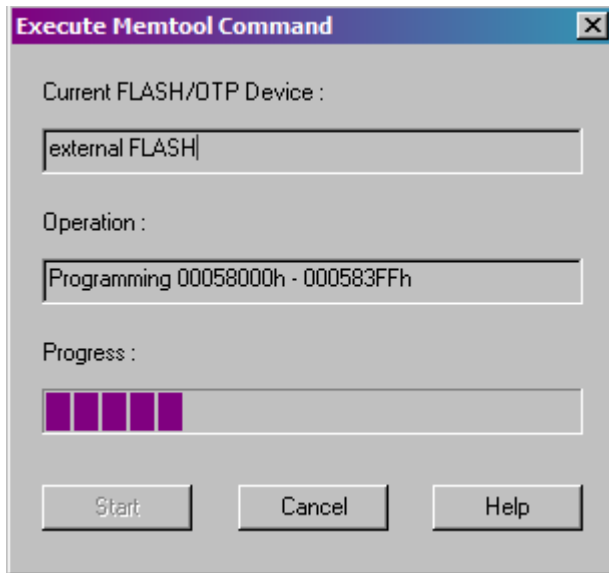 Execute Memtool Command
Current FLASH/OTP Device :
external FLASH
Operation :
Programming 00058000h - 000583FFh
Progress :
Start Cancel Help